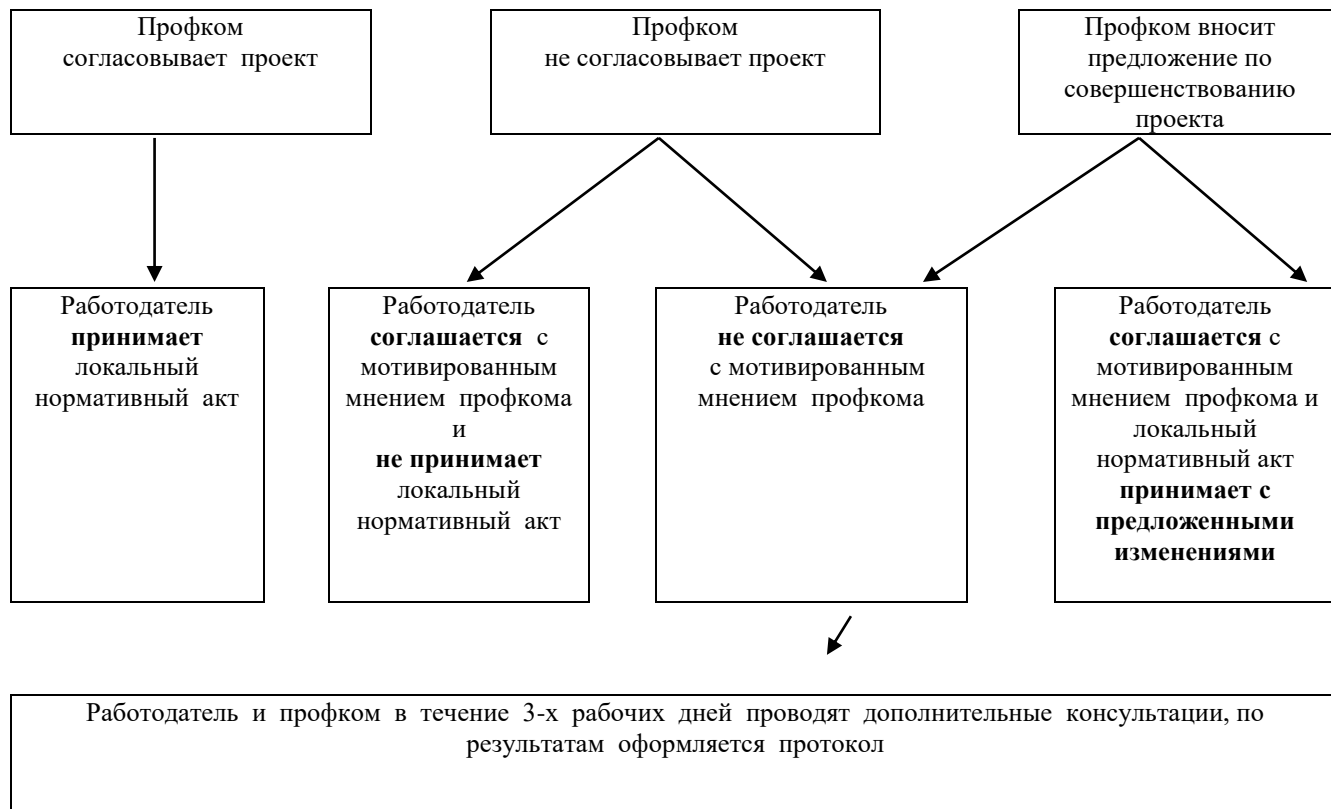 Профком
согласовывает проект
Профком
не согласовывает проект
Профком вносит
предложение по
совершенствованию
проекта
Работодатель
принимает
локальный
нормативный акт
Работодатель
соглашается с
мотивированным
мнением профкома
и
не принимает
локальный
нормативный акт
Работодатель
не соглашается
с мотивированным
мнением профкома
Работодатель
соглашается с
мотивированным
мнением профкома и
локальный
нормативный акт
принимает с
предложенными
изменениями
Работодатель и профком в течение 3-х рабочих дней проводят дополнительные консультации, по
результатам оформляется протокол